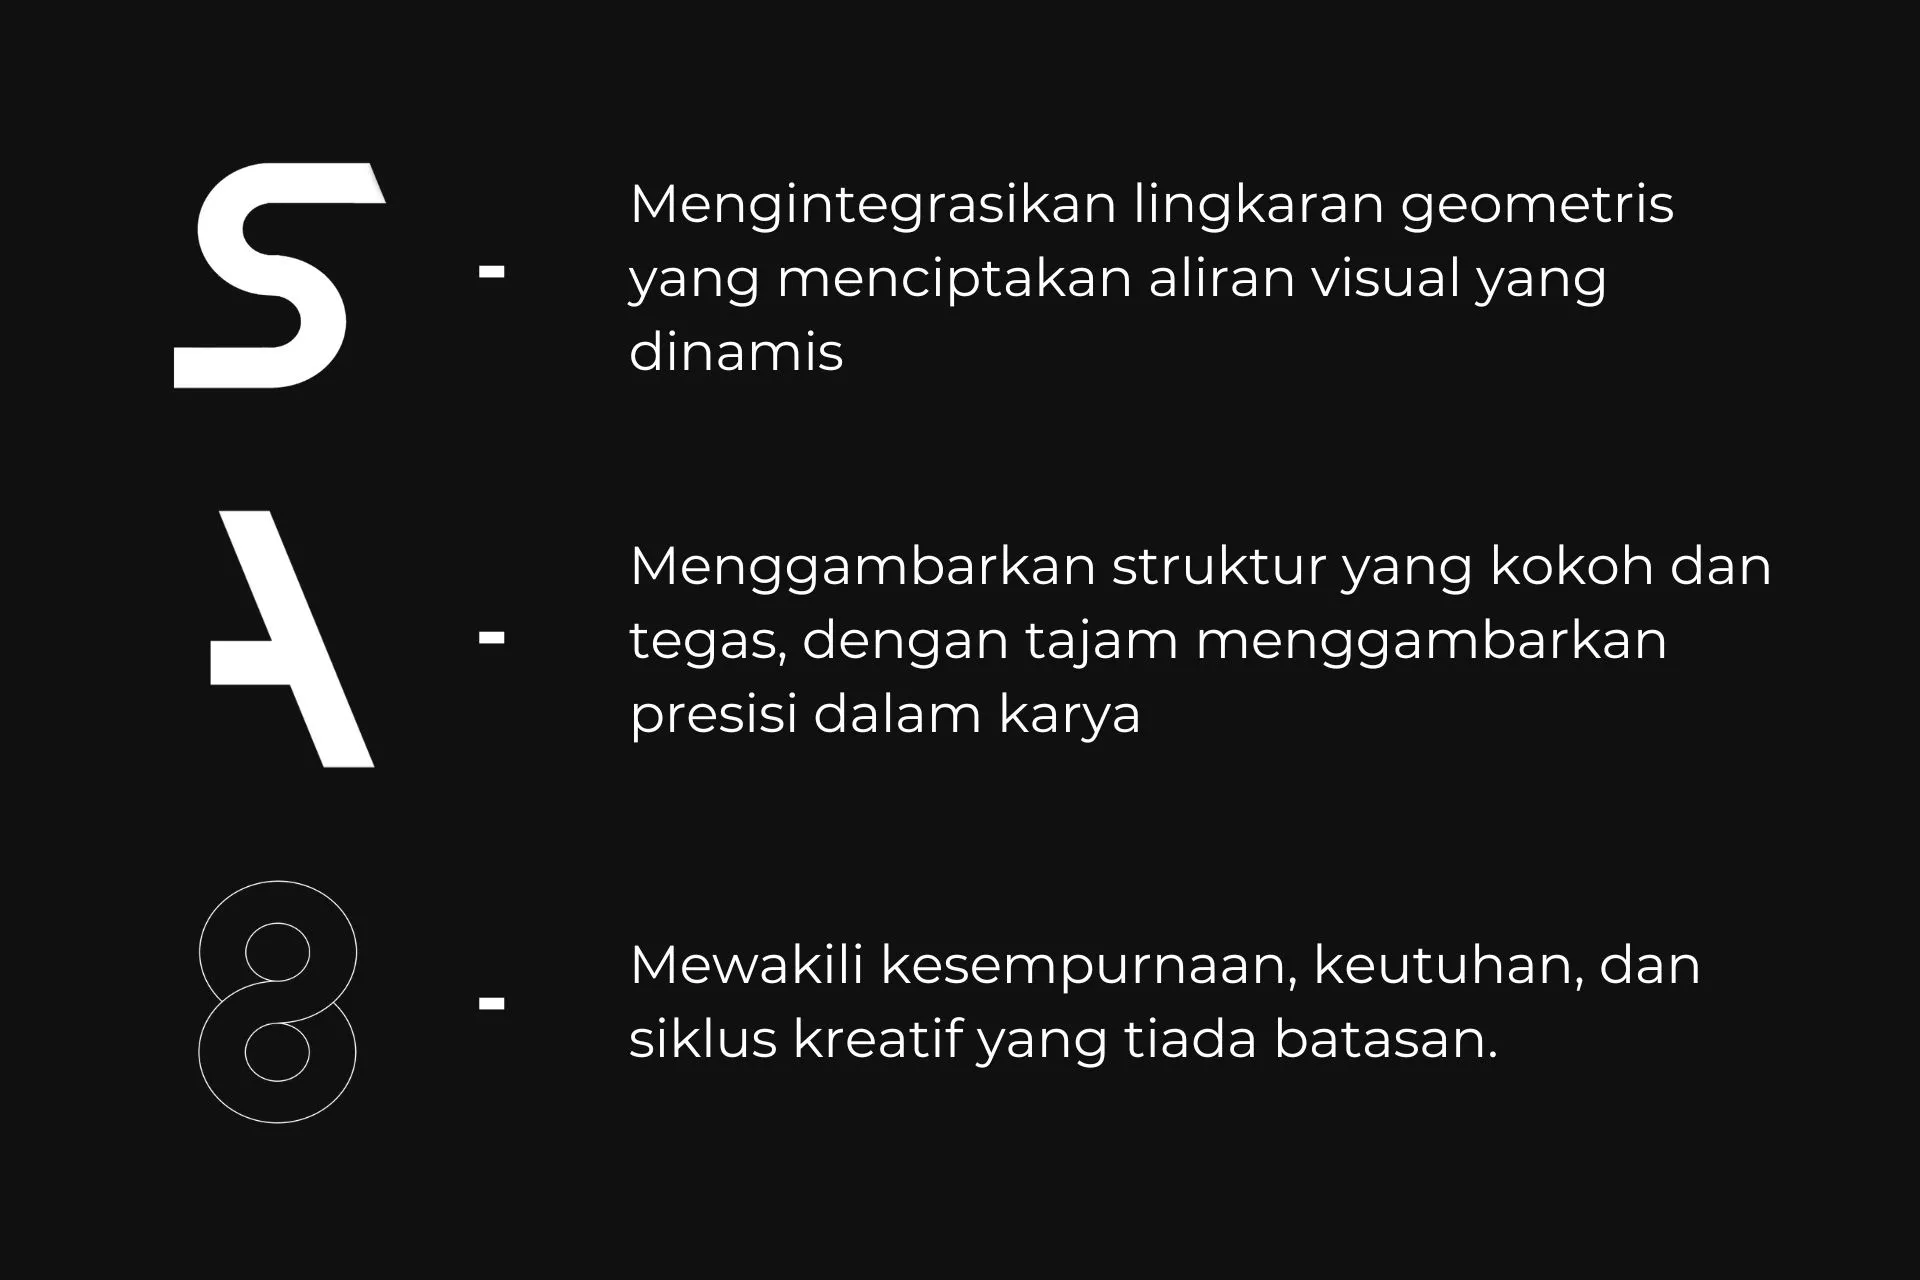 S - Mengintegrasikan lingkaran geometris
yang menciptakan aliran visual yang
dinamis
A - Menggambarkan struktur yang kokoh dan
tegas, dengan tajam menggambarkan
presisi dalam karya
8 - Mewakili kesempurnaan, keutuhan, dan
siklus kreatif yang tiada batasan.